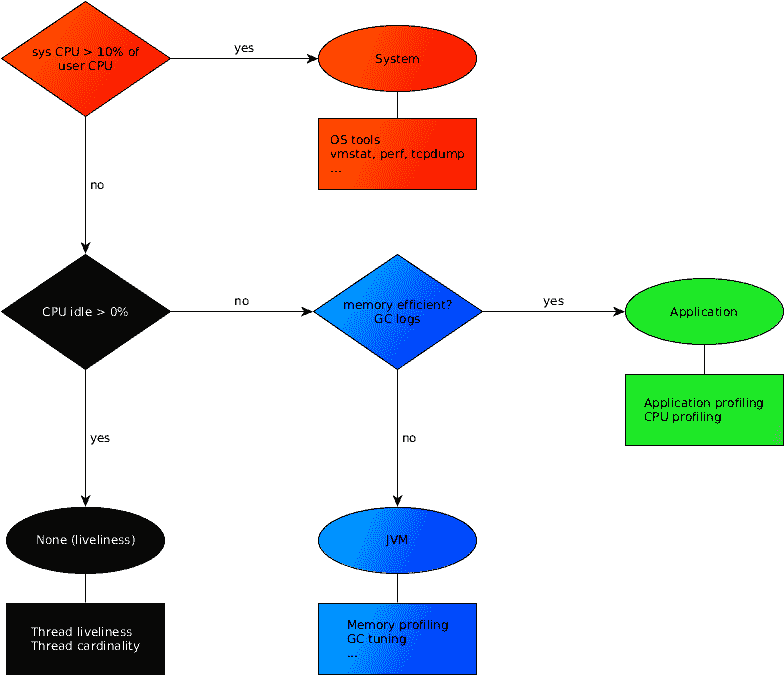 sys CPU > 10% of
user CPU
yes
System
OS tools
vmstat, perf, tcpdump
...
no
CPU idle > 0%
no
memory efficient?
GC logs
yes
Application
Application profiling
CPU profiling
yes
no
None (liveliness)
JVM
Thread liveliness
Thread cardinality
Memory profiling
GC tuning
...